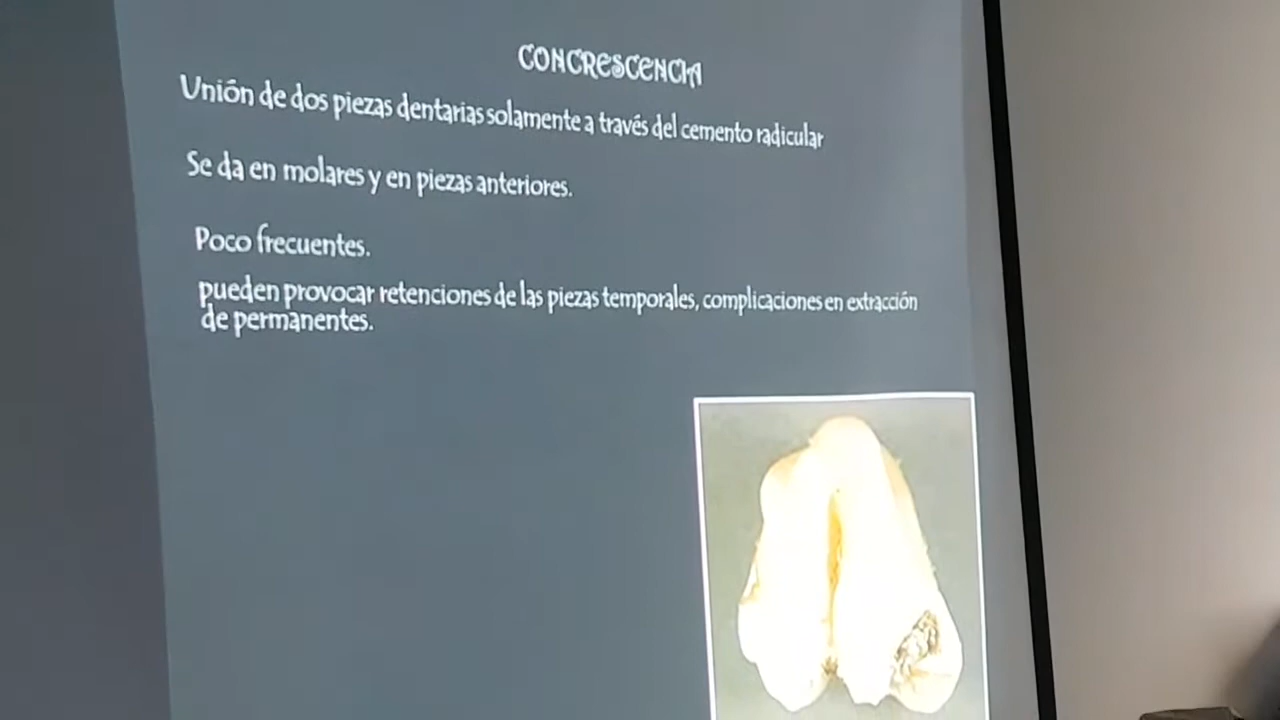 CONCRESCENCIA
Unión de dos piezas dentarias solamente a través del cemento radicular
Se da en molares y en piezas anteriores.
Poco frecuentes.
pueden provocar retenciones de las piezas temporales, complicaciones en extracción
de permanentes.